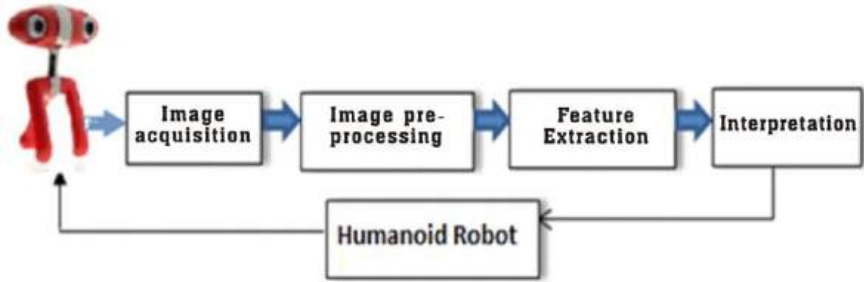 Image
acquisition
Image pre-
processing
Feature
Extraction
Interpretation
Humanoid Robot